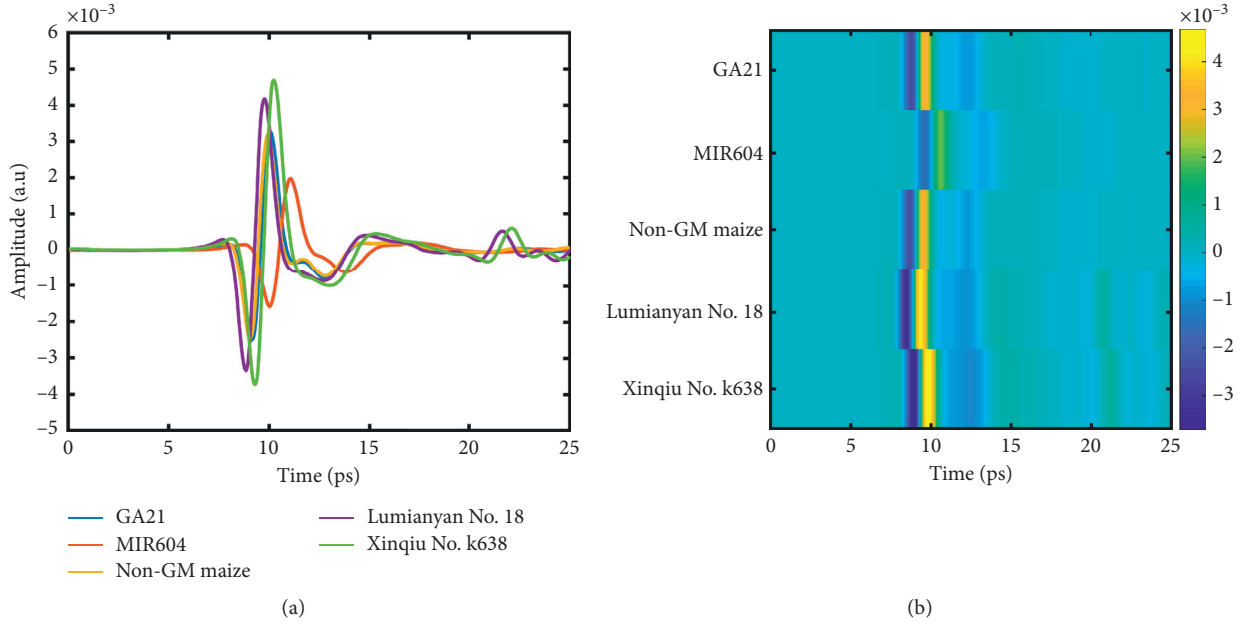 ×10−3
6
5
4
3
2
1
0
−1
−2
−3
−4
−5
Amplitude (a.u)
0
5
10
15
20
25
Time (ps)
GA21
MIR604
Non-GM maize
Lumianyan No. 18
Xinqiu No. k638
(a)
×10−3
GA21
MIR604
Non-GM maize
Lumianyan No. 18
Xinqiu No. k638
0
5
10
15
20
25
Time (ps)
4
3
2
1
0
−1
−2
−3
(b)